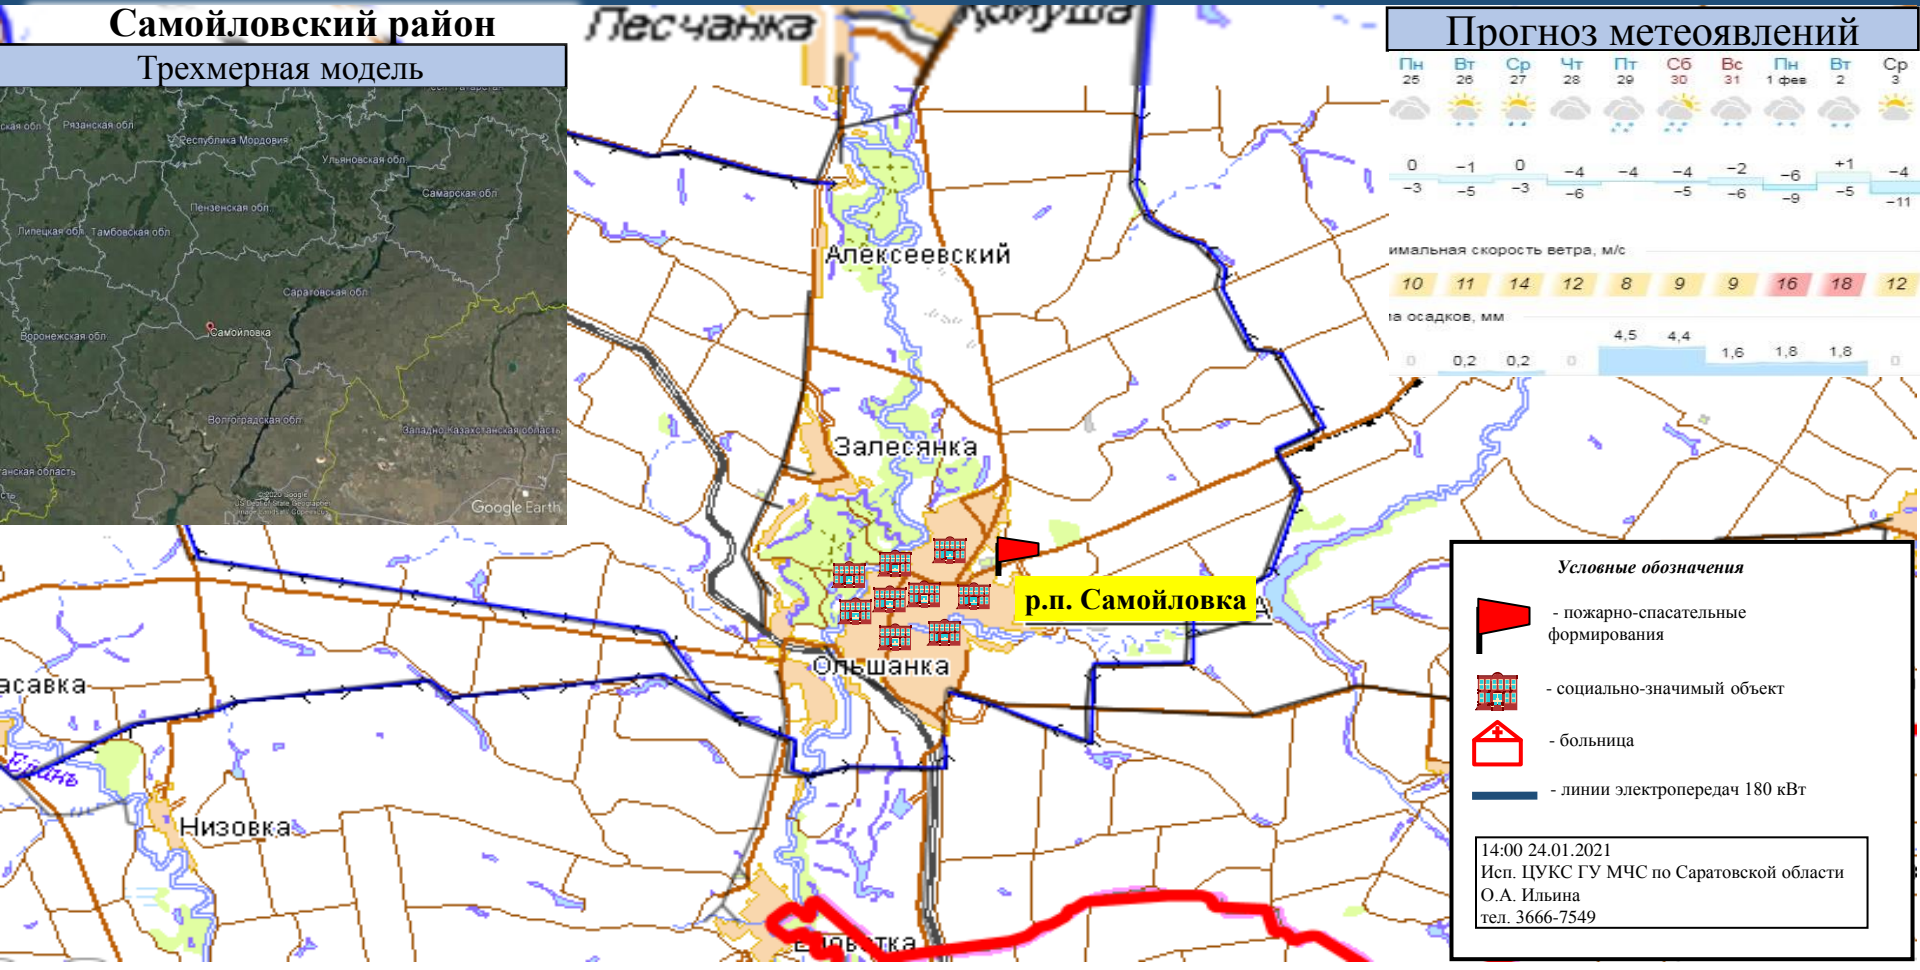 Самойловский район
Трехмерная модель
Рязанская обл
Республика Мордовия
Ульяновская обл.
Самарская обл
Пензенская обл.
Липецкая обл Тамбовская обл
Саратовская обл
Самойловка
Воронежская обл.
Волгоградская обл
Западно-Казахстанская область
Google Earth
Песчанка
Алексеевский
Залесянка
р.п. Самойловка
Ольшанка
асавка
Низовка
Прогноз метеоявлений
Пн Вт Ср Чт Пт Сб Вс Пн Вт Ср
25 26 27 28 29 30 31 1 фев 2 3
0 −1 0 −4 −4 −4 −2 −6 +1 −4
−3 −5 −3 −6 −5 −6 −9 −5 −11
имальная скорость ветра, м/с
10 11 14 12 8 9 9 16 18 12
а осадков, мм
0 0,2 0,2 0 4,5 4,4 1,6 1,8 1,8 0
Условные обозначения
- пожарно-спасательные
формирования
- социально-значимый объект
- больница
- линии электропередач 180 кВт
14:00 24.01.2021
Исп. ЦУКС ГУ МЧС по Саратовской области
О.А. Ильина
тел. 3666-7549